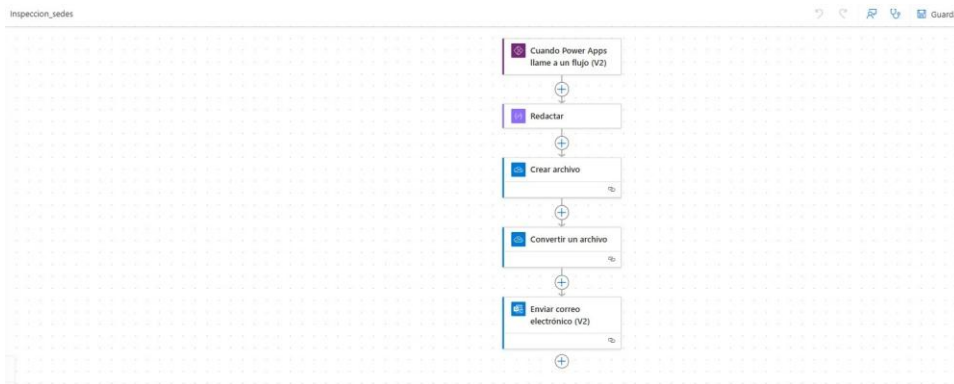 Inspeccion_sedes
Guard
Cuando Power Apps
llame a un flujo (V2)
Redactar
Crear archivo
Convertir un archivo
Enviar correo
electrónico (V2)